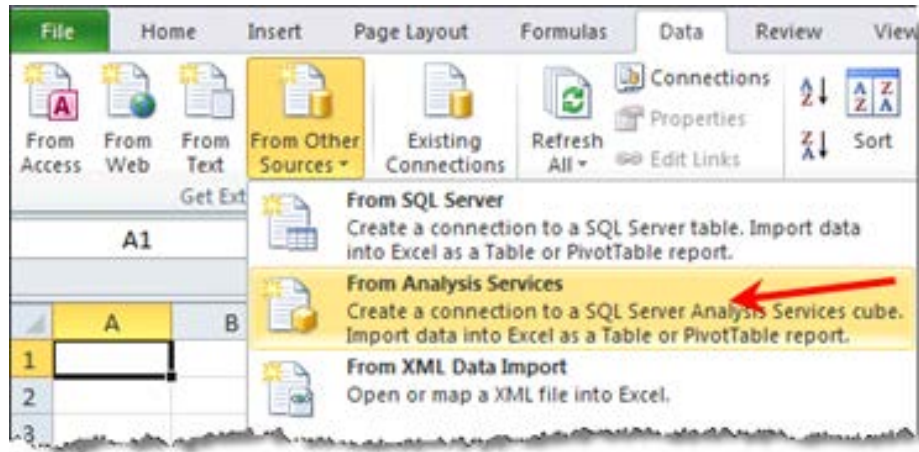 File Home Insert Page Layout Formulas Data Review View
From Access
From Web
From Text
From Other Sources
Existing Connections
Refresh All
Connections
Properties
Edit Links
A Z
Z A
A Z
Z A
Sort
Get Ext
From SQL Server
Create a connection to a SQL Server table. Import data
into Excel as a Table or PivotTable report.
A1
From Analysis Services
Create a connection to a SQL Server Analysis Services cube.
Import data into Excel as a Table or PivotTable report.
A B
1
From XML Data Import
Open or map a XML file into Excel.
2
3